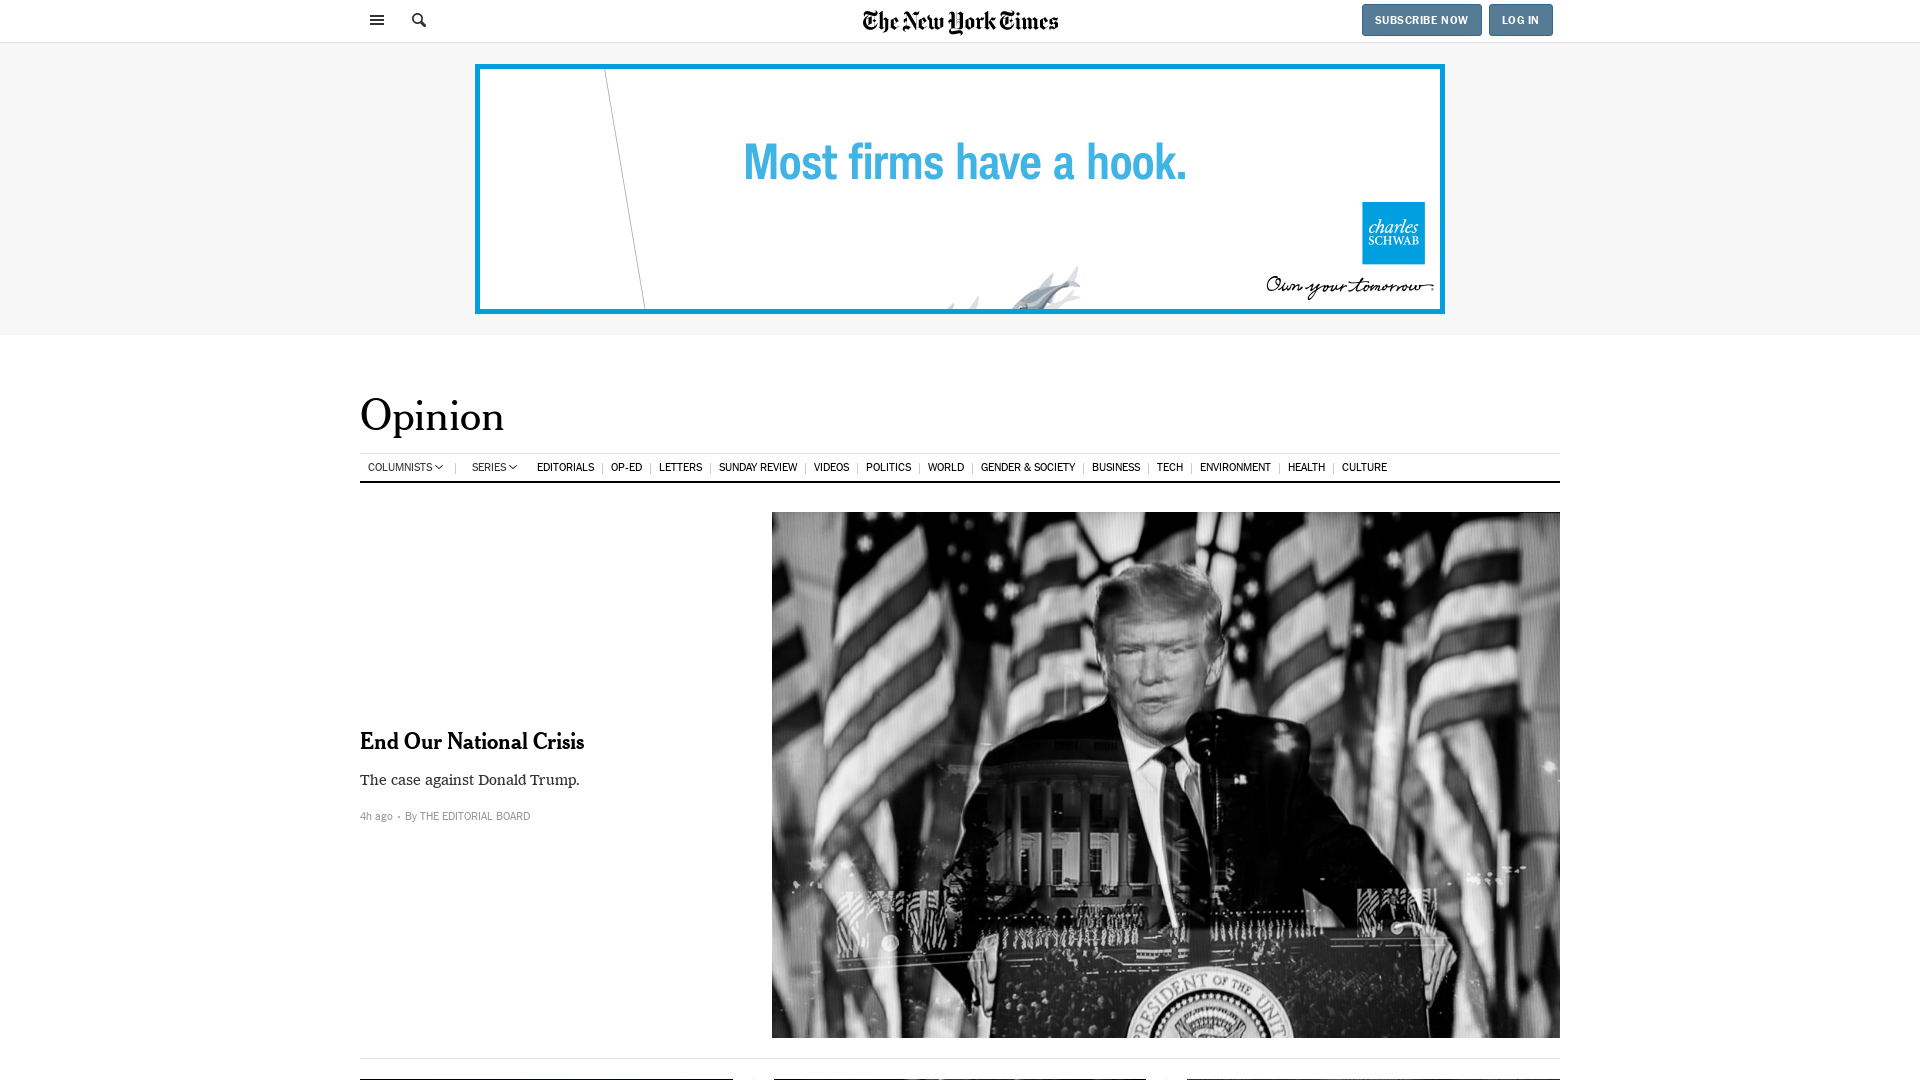 The New York Times
SUBSCRIBE NOW
LOG IN
Most firms have a hook.
charles
SCHWAB
Own your tomorrow.
Opinion
COLUMNISTS
SERIES
EDITORIALS
OP-ED
LETTERS
SUNDAY REVIEW
VIDEOS
POLITICS
WORLD
GENDER & SOCIETY
BUSINESS
TECH
ENVIRONMENT
HEALTH
CULTURE
End Our National Crisis
The case against Donald Trump.
4h ago • By THE EDITORIAL BOARD
PRESIDENT OF THE UNIT